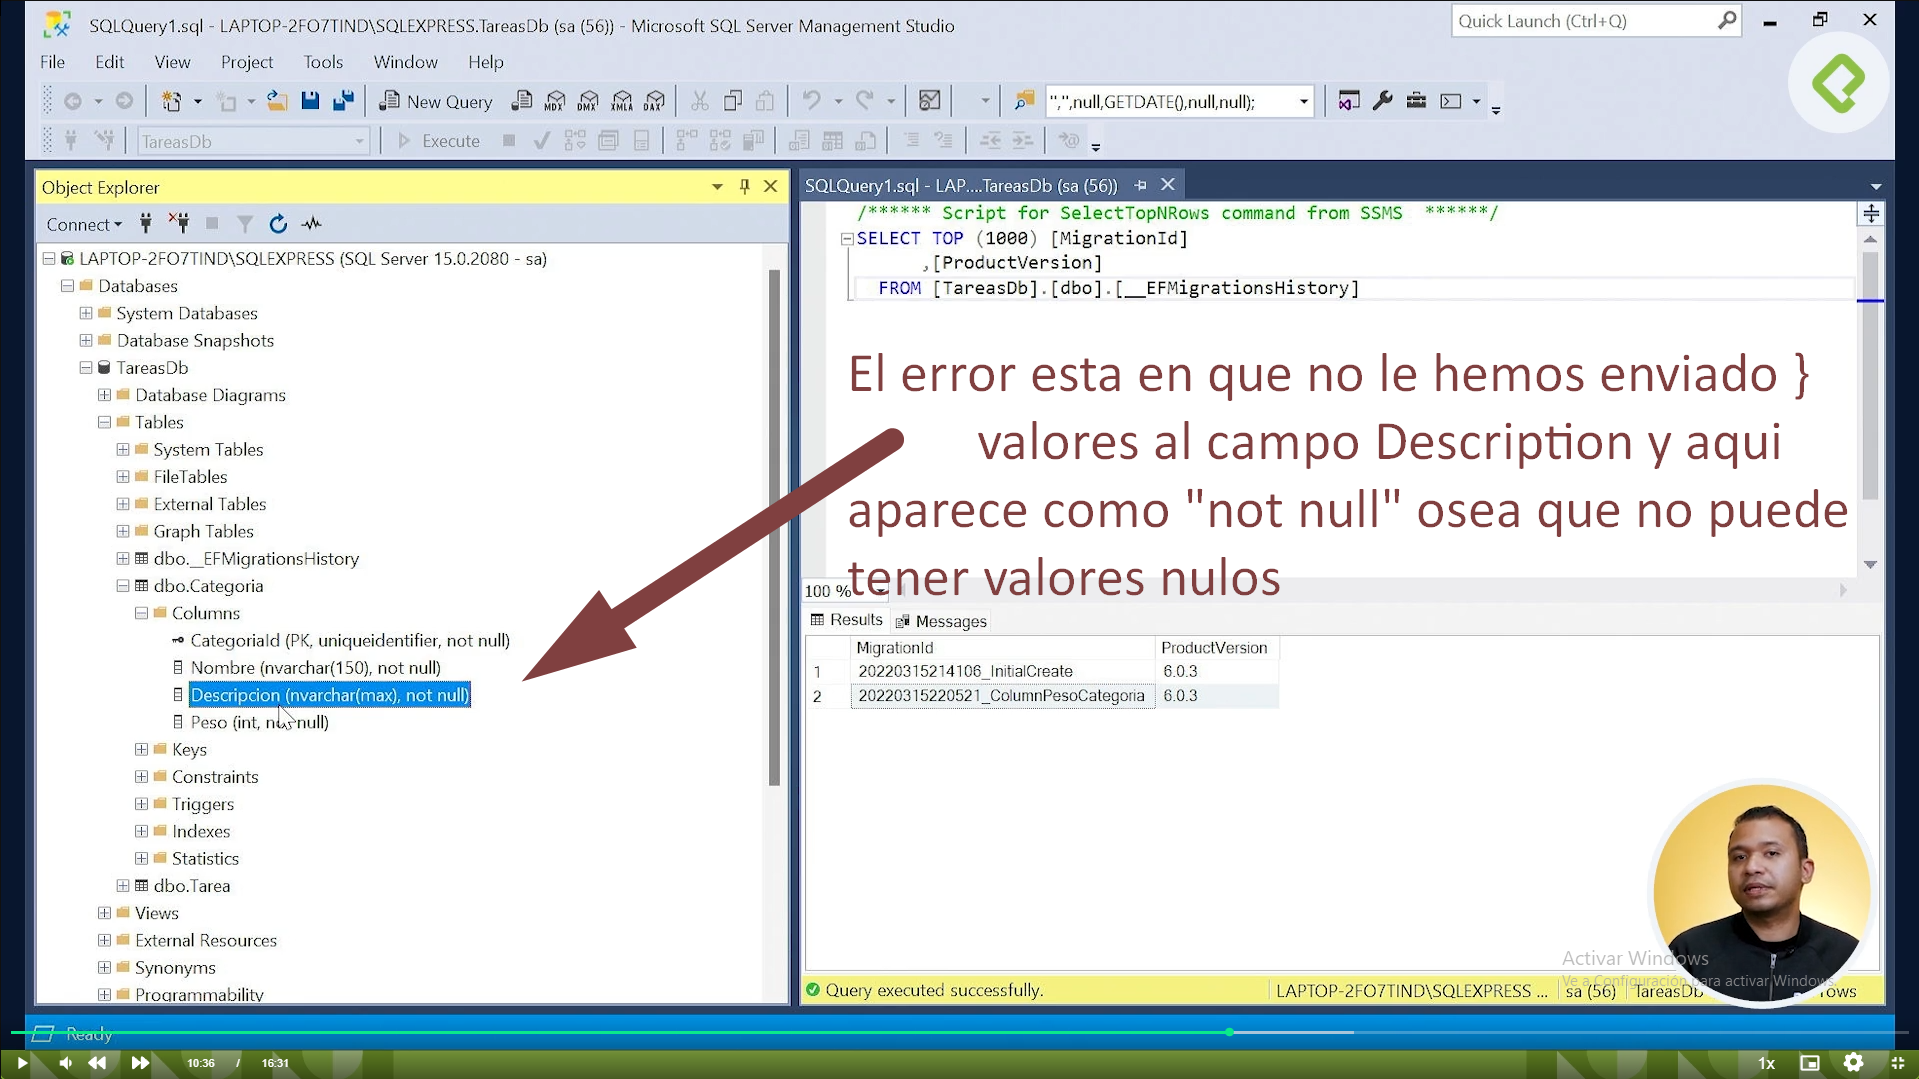 SQLQuery1.sql - LAPTOP-2FO7TIND\SQLEXPRESS.TareasDb (sa (56)) - Microsoft SQL Server Management Studio
Quick Launch (Ctrl+Q)
File Edit View Project Tools Window Help
New Query MDX DMX XMLA DAX '','',null,GETDATE(),null,null);
TareasDb Execute
Object Explorer
SQLQuery1.sql - LAP....TareasDb (sa (56))
Connect
/****** Script for SelectTopNRows command from SSMS ******/
SELECT TOP (1000) [MigrationId]
,[ProductVersion]
FROM [TareasDb].[dbo].[__EFMigrationsHistory]
LAPTOP-2FO7TIND\SQLEXPRESS (SQL Server 15.0.2080 - sa)
Databases
System Databases
Database Snapshots
TareasDb
Database Diagrams
Tables
System Tables
FileTables
External Tables
Graph Tables
dbo.__EFMigrationsHistory
dbo.Categoria
Columns
CategoriaId (PK, uniqueidentifier, not null)
Nombre (nvarchar(150), not null)
Descripcion (nvarchar(max), not null)
Peso (int, not null)
Keys
Constraints
Triggers
Indexes
Statistics
dbo.Tarea
Views
External Resources
Synonyms
Programmability
El error esta en que no le hemos enviado }
valores al campo Description y aqui
aparece como "not null" osea que no puede
tener valores nulos
100 %
Results Messages
MigrationId ProductVersion
1 20220315214106_InitialCreate 6.0.3
2 20220315220521_ColumnPesoCategoria 6.0.3
Activar Windows
Ve a Configuración para activar Windows.
Query executed successfully. LAPTOP-2FO7TIND\SQLEXPRESS ... sa (56) TareasDb rows
Ready
10:36 / 16:31 1x